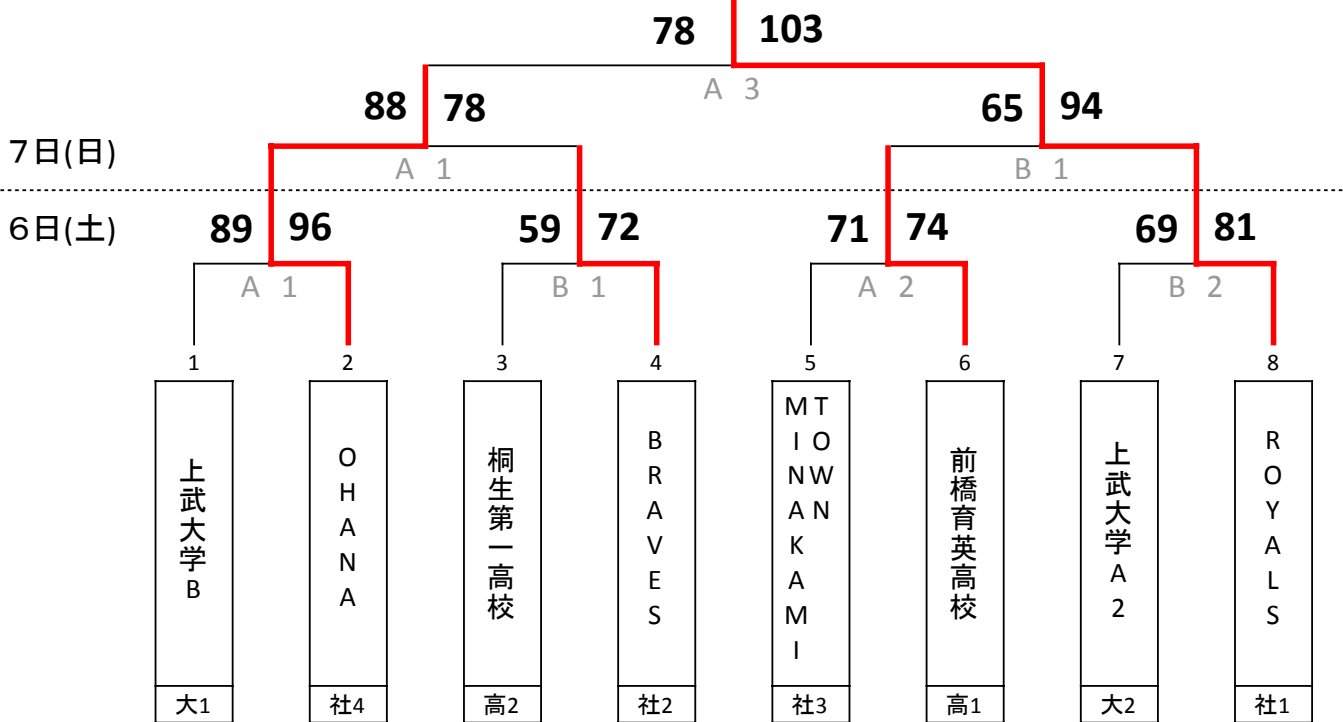 78 103
A 3
88 78 65 94
7日(日)
A 1 B 1
6日(土)
89 96 59 72 71 74 69 81
A 1 B 1 A 2 B 2
1 2 3 4 5 6 7 8
上武大学B
OHANA
桐生第一高校
BRAVES
MINAKAMI
TOWN
前橋育英高校
上武大学A2
ROYALS
大1 社4 高2 社2 社3 高1 大2 社1